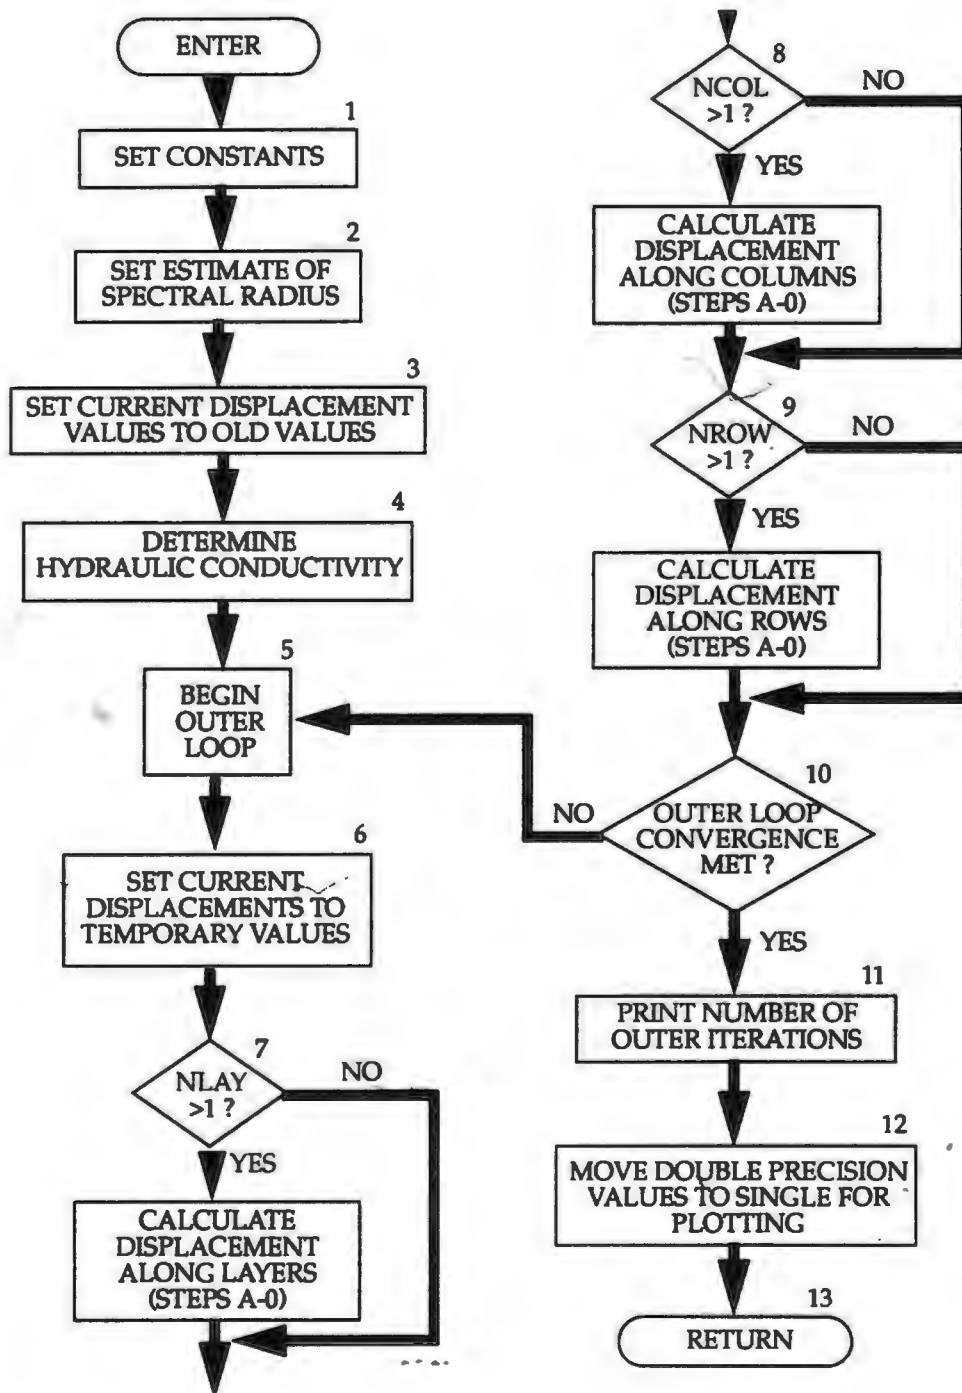 ENTER
1
SET CONSTANTS
2
SET ESTIMATE OF
SPECTRAL RADIUS
3
SET CURRENT DISPLACEMENT
VALUES TO OLD VALUES
4
DETERMINE
HYDRAULIC CONDUCTIVITY
5
BEGIN
OUTER
LOOP
6
SET CURRENT
DISPLACEMENTS TO
TEMPORARY VALUES
7
NLAY
>1 ?
NO
YES
CALCULATE
DISPLACEMENT
ALONG LAYERS
(STEPS A-0)
8
NCOL
>1 ?
NO
YES
CALCULATE
DISPLACEMENT
ALONG COLUMNS
(STEPS A-0)
9
NROW
>1 ?
NO
YES
CALCULATE
DISPLACEMENT
ALONG ROWS
(STEPS A-0)
10
OUTER LOOP
CONVERGENCE
MET ?
NO
YES
11
PRINT NUMBER OF
OUTER ITERATIONS
12
MOVE DOUBLE PRECISION
VALUES TO SINGLE FOR
PLOTTING
13
RETURN